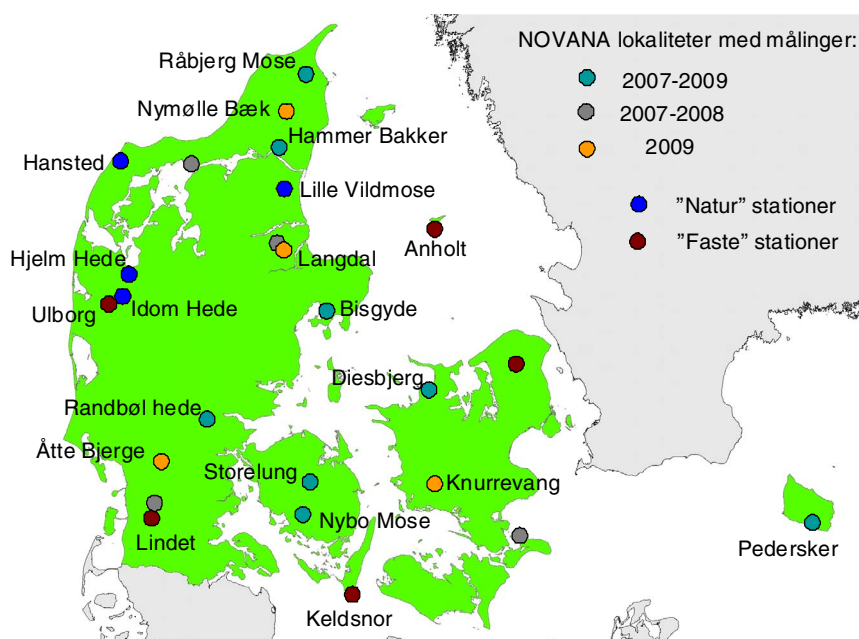 NOVANA lokaliteter med målinger:
2007-2009
2007-2008
2009
"Natur" stationer
"Faste" stationer
Råbjerg Mose
Nymølle Bæk
Hammer Bakker
Hansted
Lille Vildmose
Anholt
Langdal
Hjelm Hede
Idom Hede
Ulborg
Bisgyde
Diesbjerg
Randbøl hede
Åtte Bjerge
Storelung
Knurrevang
Nybo Mose
Lindet
Pedersker
Keldsnor